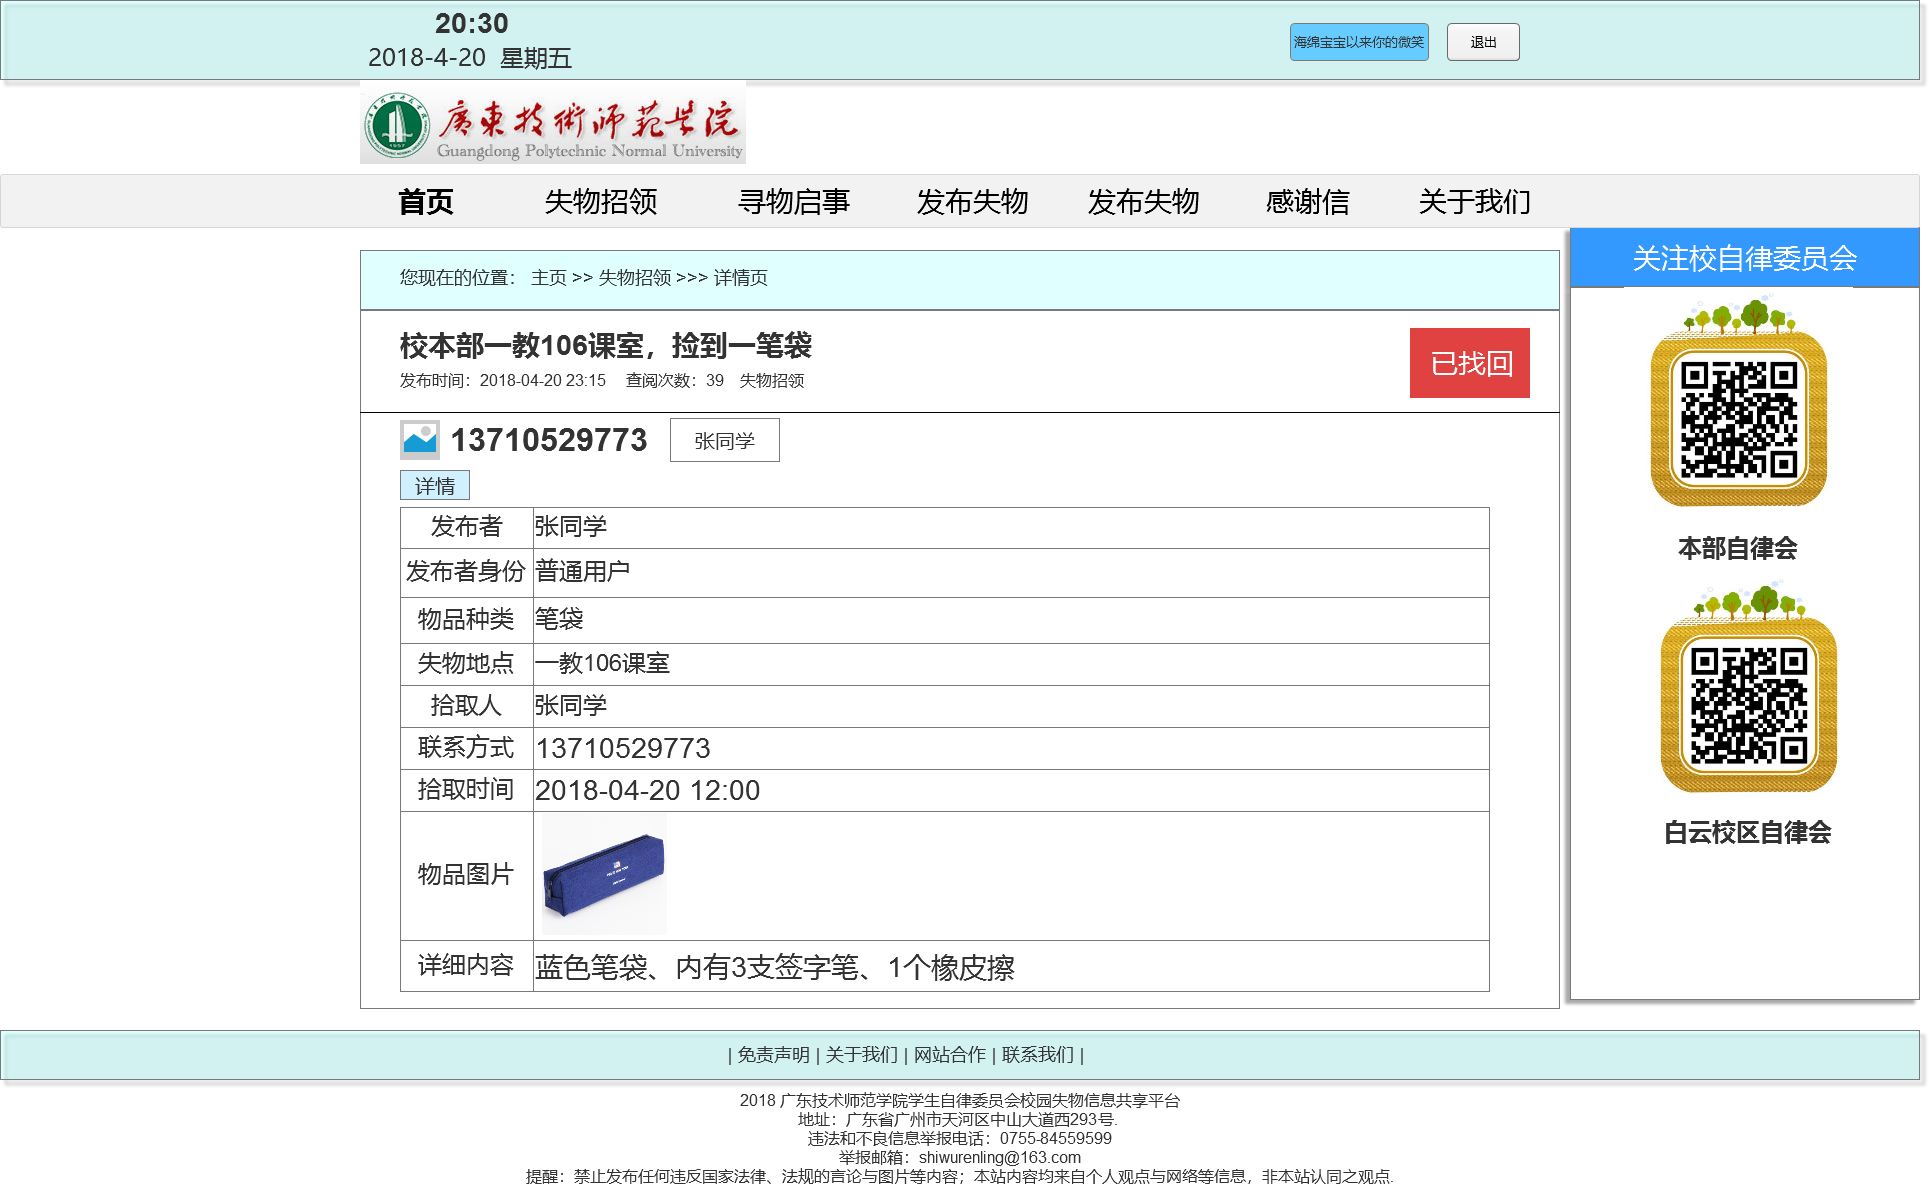 20:30
2018-4-20 星期五
海绵宝宝以来你的微笑
退出
廣東技術师范学院
Guangdong Polytechnic Normal University
首页 失物招领 寻物启事 发布失物 发布失物 感谢信 关于我们
关注校自律委员会
您现在的位置： 主页 >> 失物招领 >>> 详情页
校本部一教106课室，捡到一笔袋
发布时间：2018-04-20 23:15 查阅次数：39 失物招领
已找回
13710529773 张同学
详情
发布者 张同学
发布者身份 普通用户
物品种类 笔袋
失物地点 一教106课室
拾取人 张同学
联系方式 13710529773
拾取时间 2018-04-20 12:00
物品图片
详细内容 蓝色笔袋、内有3支签字笔、1个橡皮擦
本部自律会
白云校区自律会
| 免责声明 | 关于我们 | 网站合作 | 联系我们 |
2018 广东技术师范学院学生自律委员会校园失物信息共享平台
地址：广东省广州市天河区中山大道西293号.
违法和不良信息举报电话：0755-84559599
举报邮箱：shiwurenling@163.com
提醒：禁止发布任何违反国家法律、法规的言论与图片等内容；本站内容均来自个人观点与网络等信息，非本站认同之观点.